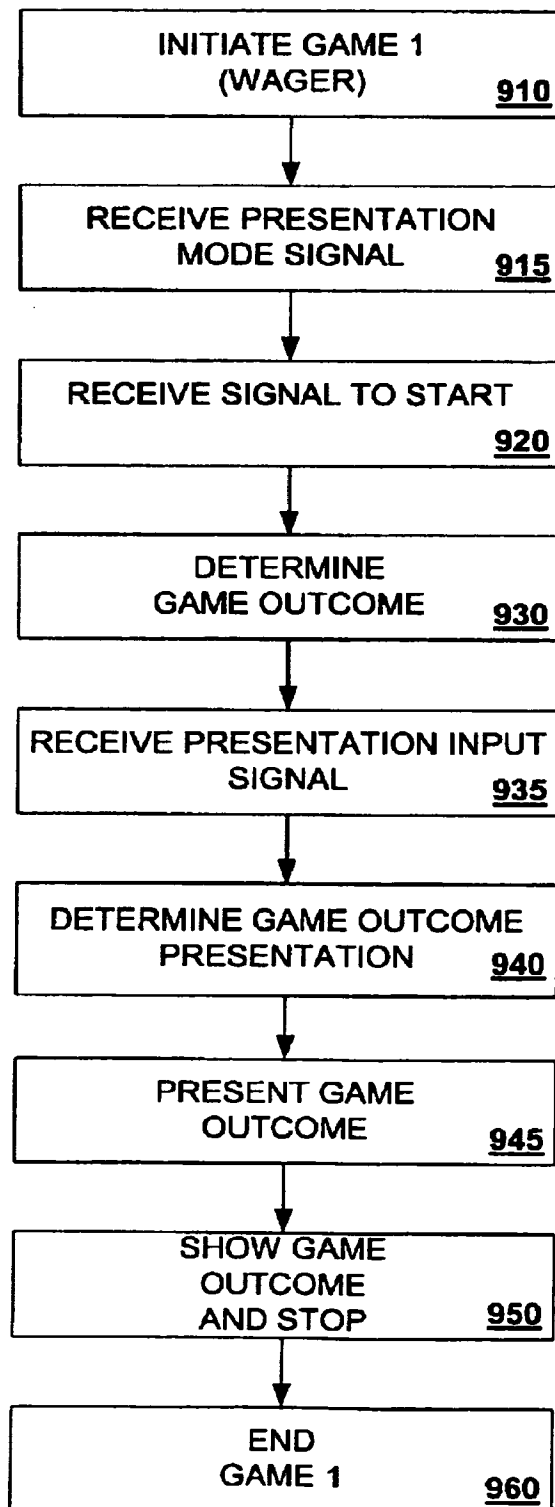 INITIATE GAME 1
(WAGER)
910
RECEIVE PRESENTATION
MODE SIGNAL
915
RECEIVE SIGNAL TO START
920
DETERMINE
GAME OUTCOME
930
RECEIVE PRESENTATION INPUT
SIGNAL
935
DETERMINE GAME OUTCOME
PRESENTATION
940
PRESENT GAME
OUTCOME
945
SHOW GAME
OUTCOME
AND STOP
950
END
GAME 1
960